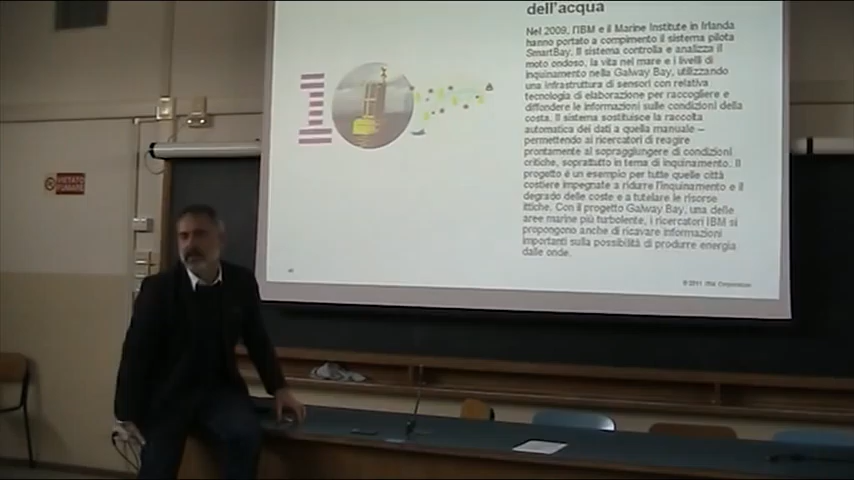 dell'acqua
Nel 2009, l'IBM e il Marine Institute in Irlanda
hanno portato a compimento il sistema pilota
SmartBay. Il sistema controlla e analizza il
moto ondoso, la vita nel mare e i livelli di
inquinamento nella Galway Bay, utilizzando
una infrastruttura di sensori con relativa
tecnologia di elaborazione per raccogliere e
diffondere le informazioni sulle condizioni della
costa. Il sistema sostituisce la raccolta
automatica dei dati a quella manuale –
permettendo ai ricercatori di reagire
prontamente al sopraggiungere di condizioni
critiche, soprattutto in tema di inquinamento. Il
progetto è un esempio per tutte quelle città
costiere impegnate a ridurre l'inquinamento e il
degrado delle coste e a tutelare le risorse
ittiche. Con il progetto Galway Bay, una delle
aree marine più turbolente, i ricercatori IBM si
propongono anche di ricavare informazioni
importanti sulla possibilità di produrre energia
dalle onde.
© 2011 IBM Corporation
VIETATO
FUMARE